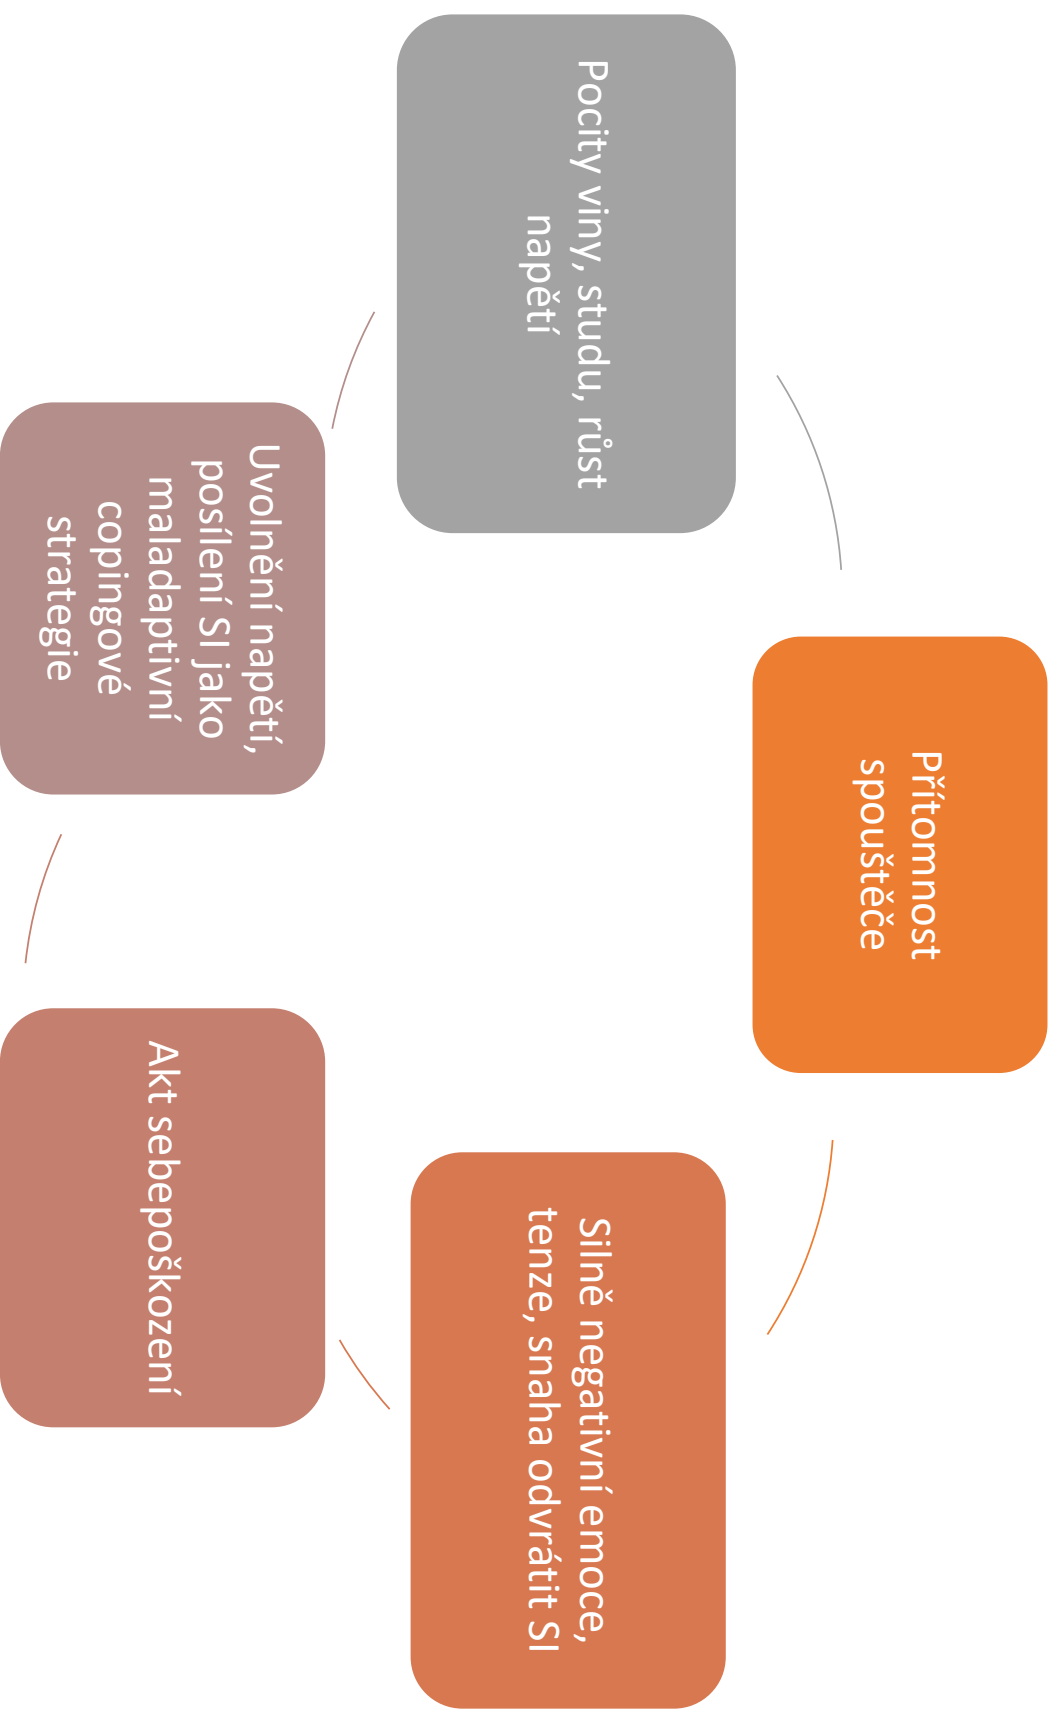 Přítomnost
spouštěče
Silně negativní emoce,
tenze, snaha odvrátit SI
Akt sebepoškození
Uvolnění napětí,
posílení SI jako
maladaptivní
copingové
strategie
Pocity viny, studu, růst
napětí